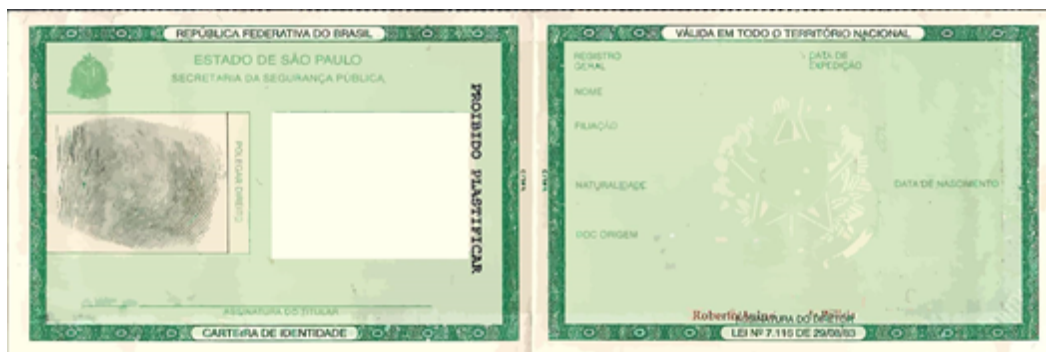 REPÚBLICA FEDERATIVA DO BRASIL
ESTADO DE SÃO PAULO
SECRETARIA DA SEGURANÇA PÚBLICA
POLEGAR DIREITO
PROIBIDO PLASTIFICAR
ASSINATURA DO TITULAR
CARTEIRA DE IDENTIDADE
VÁLIDA EM TODO O TERRITÓRIO NACIONAL
REGISTRO GERAL
DATA DE EXPEDIÇÃO
NOME
FILIAÇÃO
NATURALIDADE
DATA DE NASCIMENTO
DOC ORIGEM
Roberto
ASSINATURA DO DIRETOR
LEI Nº 7.116 DE 29/08/83